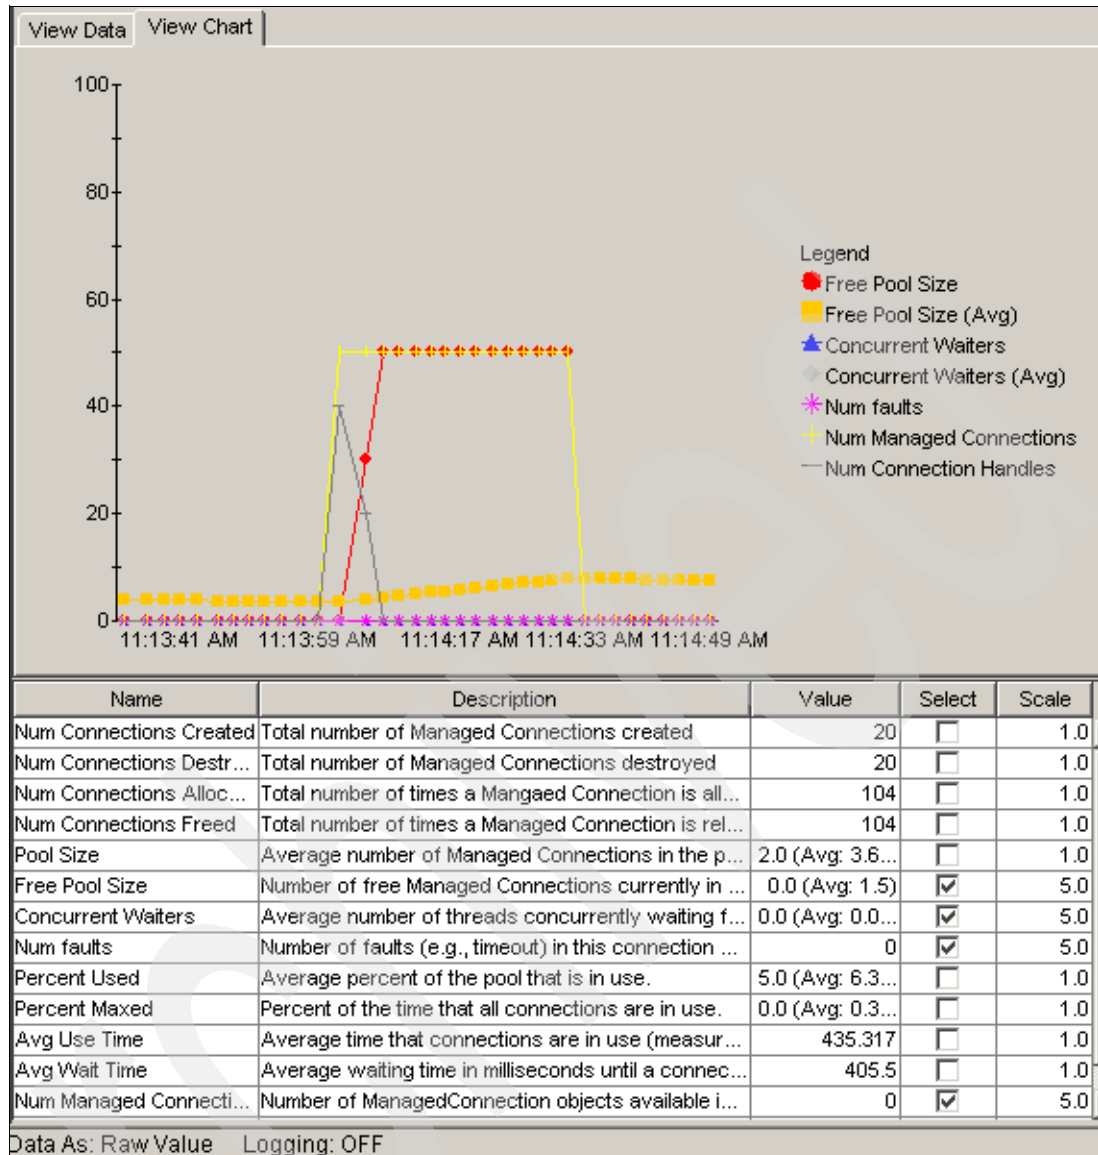 View Data View Chart
100
80
60
40
20
0
11:13:41 AM 11:13:59 AM 11:14:17 AM 11:14:33 AM 11:14:49 AM
Legend
Free Pool Size
Free Pool Size (Avg)
Concurrent Waiters
Concurrent Waiters (Avg)
Num faults
Num Managed Connections
Num Connection Handles
Name Description Value Select Scale
Num Connections Created Total number of Managed Connections created 20 1.0
Num Connections Destr... Total number of Managed Connections destroyed 20 1.0
Num Connections Alloc... Total number of times a Mangaed Connection is all... 104 1.0
Num Connections Freed Total number of times a Managed Connection is rel... 104 1.0
Pool Size Average number of Managed Connections in the p... 2.0 (Avg: 3.6... 1.0
Free Pool Size Number of free Managed Connections currently in ... 0.0 (Avg: 1.5) 5.0
Concurrent Waiters Average number of threads concurrently waiting f... 0.0 (Avg: 0.0... 5.0
Num faults Number of faults (e.g., timeout) in this connection ... 0 5.0
Percent Used Average percent of the pool that is in use. 5.0 (Avg: 6.3... 1.0
Percent Maxed Percent of the time that all connections are in use. 0.0 (Avg: 0.3... 1.0
Avg Use Time Average time that connections are in use (measur... 435.317 1.0
Avg Wait Time Average waiting time in milliseconds until a connec... 405.5 1.0
Num Managed Connecti... Number of ManagedConnection objects available i... 0 5.0
Data As: Raw Value Logging: OFF